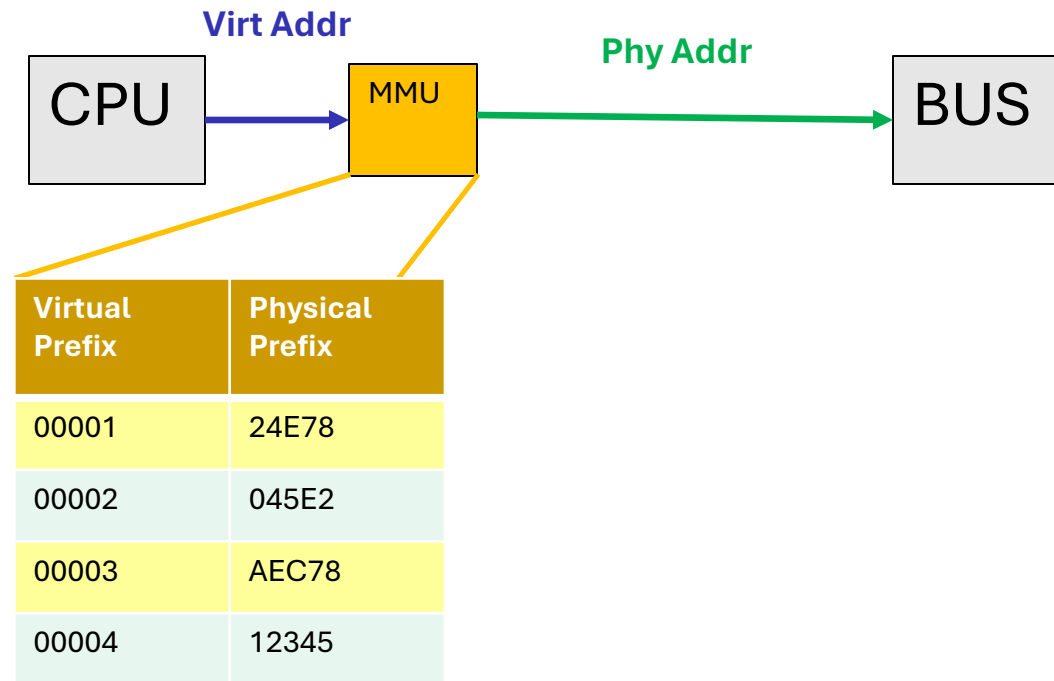 Virt Addr
Phy Addr
CPU
MMU
BUS
Virtual
Prefix
Physical
Prefix
00001
24E78
00002
045E2
00003
AEC78
00004
12345